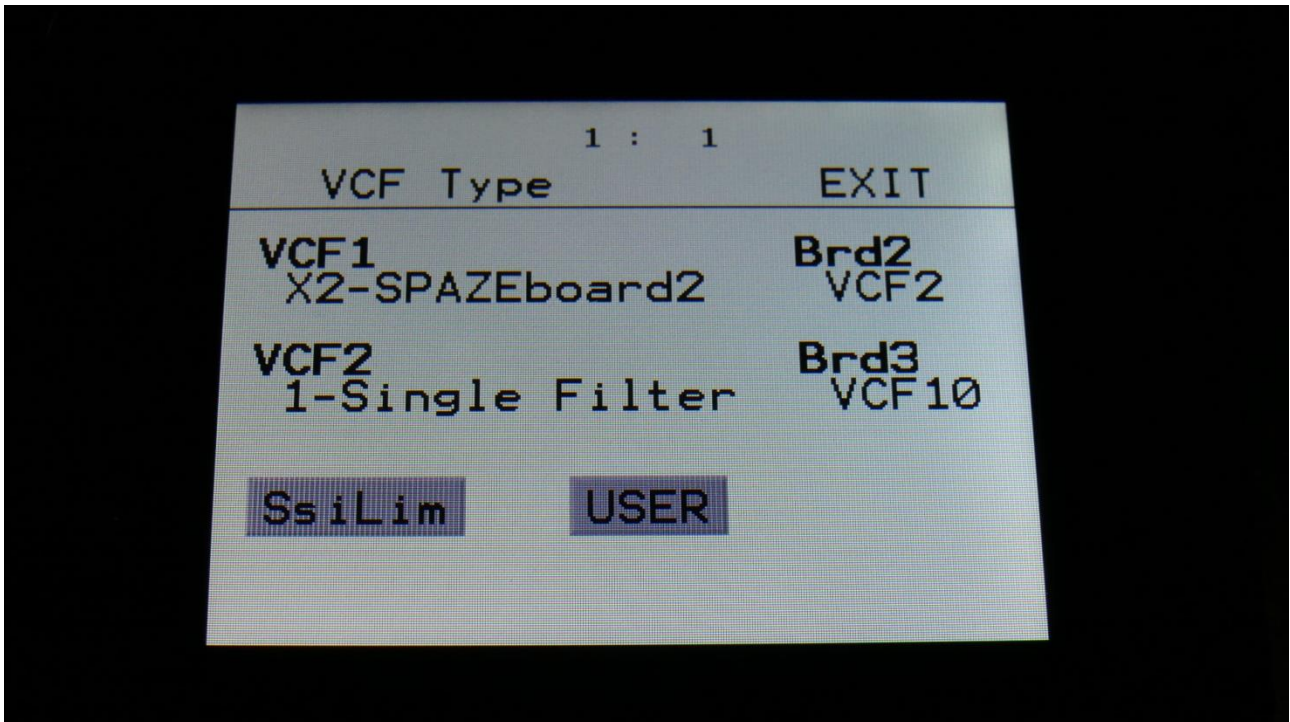 1 : 1
VCF Type EXIT
VCF1 Brd2
X2-SPAZEboard2 VCF2
VCF2 Brd3
1-Single Filter VCF10
SsiLim USER